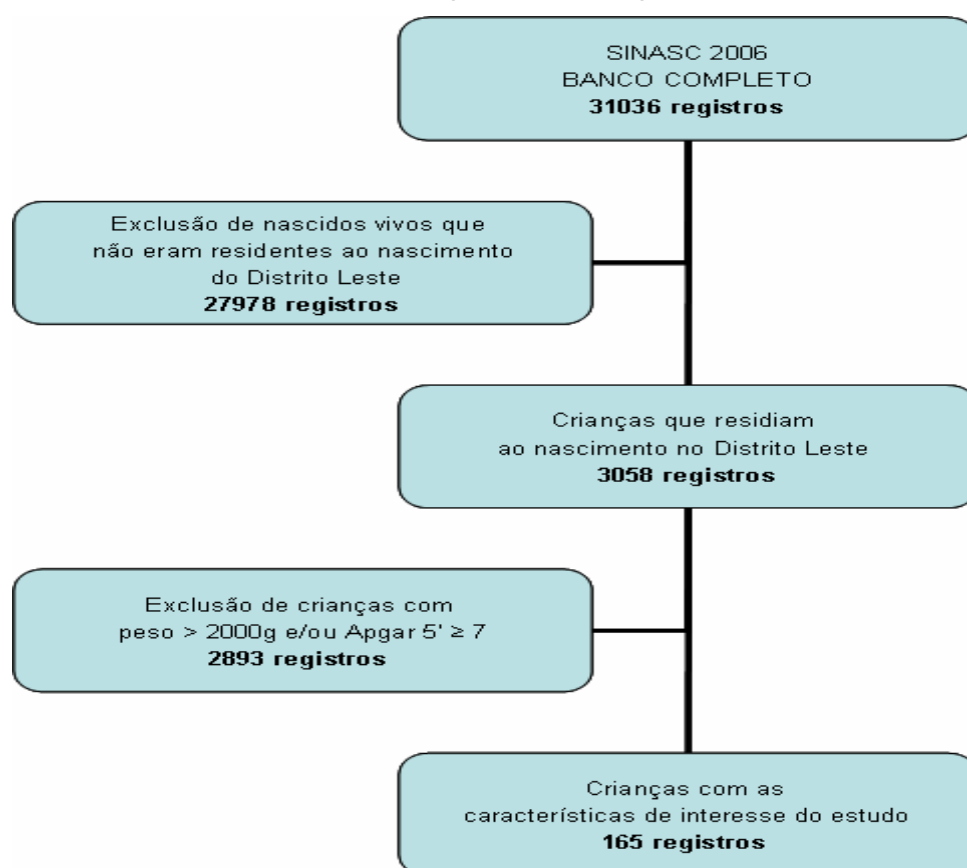 SINASC 2006
BANCO COMPLETO
31036 registros
Exclusão de nascidos vivos que
não eram residentes ao nascimento
do Distrito Leste
27978 registros
Crianças que residiam
ao nascimento no Distrito Leste
3058 registros
Exclusão de crianças com
peso > 2000g e/ou Apgar 5' ≥ 7
2893 registros
Crianças com as
características de interesse do estudo
165 registros